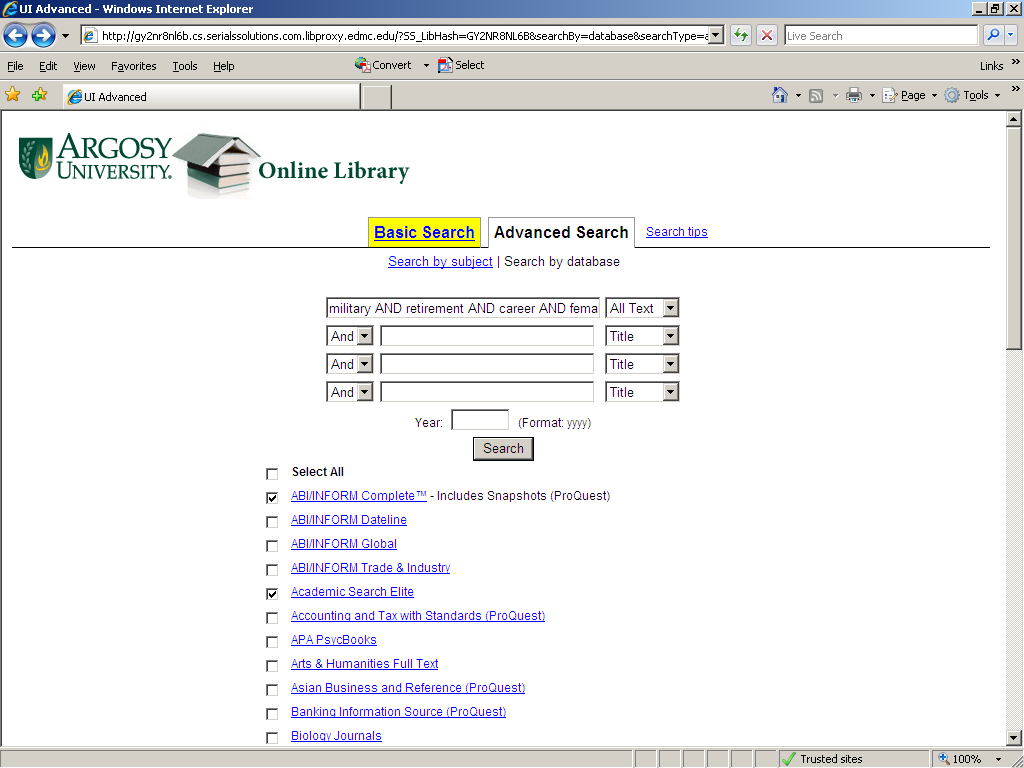 UI Advanced - Windows Internet Explorer
http://gy2nr8nl6b.cs.serialssolutions.com.libproxy.edmc.edu/?SS_LibHash=GY2NR8NL6B&searchBy=database&searchType=a
Live Search
File Edit View Favorites Tools Help Convert Select Links »
UI Advanced Page Tools »
ARGOSY UNIVERSITY. Online Library
Basic Search Advanced Search Search tips
Search by subject | Search by database
military AND retirement AND career AND fema All Text
And Title
And Title
And Title
Year: (Format: yyyy)
Search
Select All
ABI/INFORM Complete™ - Includes Snapshots (ProQuest)
ABI/INFORM Dateline
ABI/INFORM Global
ABI/INFORM Trade & Industry
Academic Search Elite
Accounting and Tax with Standards (ProQuest)
APA PsycBooks
Arts & Humanities Full Text
Asian Business and Reference (ProQuest)
Banking Information Source (ProQuest)
Biology Journals
Trusted sites 100%